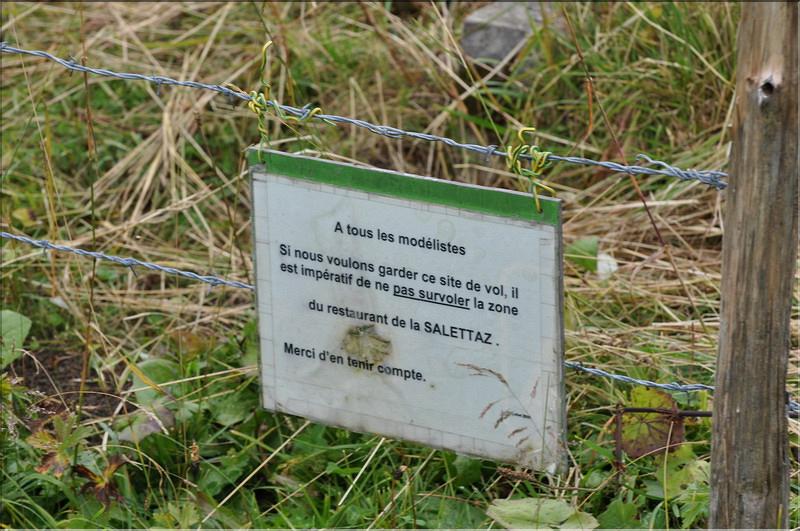 A tous les modélistes
Si nous voulons garder ce site de vol, il
est impératif de ne pas survoler la zone
du restaurant de la SALETTAZ .
Merci d'en tenir compte.